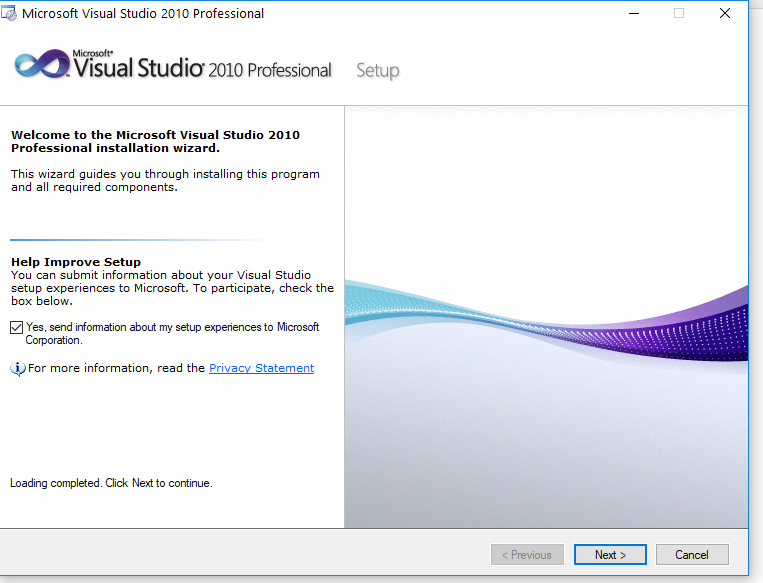 Microsoft Visual Studio 2010 Professional
Microsoft®
Visual Studio® 2010 Professional Setup
Welcome to the Microsoft Visual Studio 2010
Professional installation wizard.
This wizard guides you through installing this program
and all required components.
Help Improve Setup
You can submit information about your Visual Studio
setup experiences to Microsoft. To participate, check the
box below.
Yes, send information about my setup experiences to Microsoft
Corporation.
For more information, read the Privacy Statement
Loading completed. Click Next to continue.
< Previous Next > Cancel